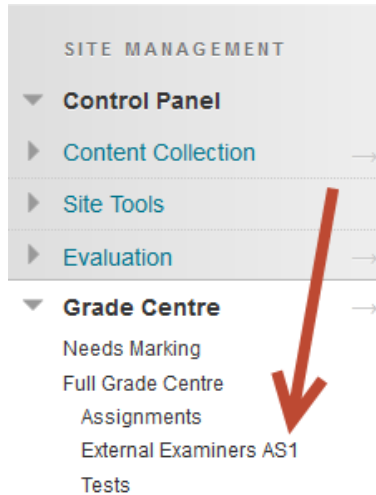 SITE MANAGEMENT
Control Panel
Content Collection
Site Tools
Evaluation
Grade Centre
Needs Marking
Full Grade Centre
Assignments
External Examiners AS1
Tests